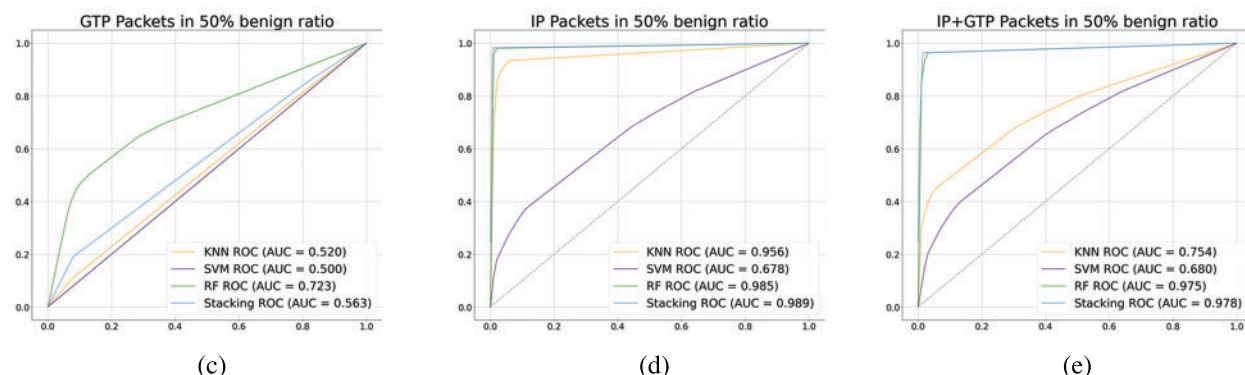 GTP Packets in 50% benign ratio
1.0
0.8
0.6
0.4
0.2
0.0
0.0 0.2 0.4 0.6 0.8 1.0
KNN ROC (AUC = 0.520)
SVM ROC (AUC = 0.500)
RF ROC (AUC = 0.723)
Stacking ROC (AUC = 0.563)
(c)
IP Packets in 50% benign ratio
1.0
0.8
0.6
0.4
0.2
0.0
0.0 0.2 0.4 0.6 0.8 1.0
KNN ROC (AUC = 0.956)
SVM ROC (AUC = 0.678)
RF ROC (AUC = 0.985)
Stacking ROC (AUC = 0.989)
(d)
IP+GTP Packets in 50% benign ratio
1.0
0.8
0.6
0.4
0.2
0.0
0.0 0.2 0.4 0.6 0.8 1.0
KNN ROC (AUC = 0.754)
SVM ROC (AUC = 0.680)
RF ROC (AUC = 0.975)
Stacking ROC (AUC = 0.978)
(e)